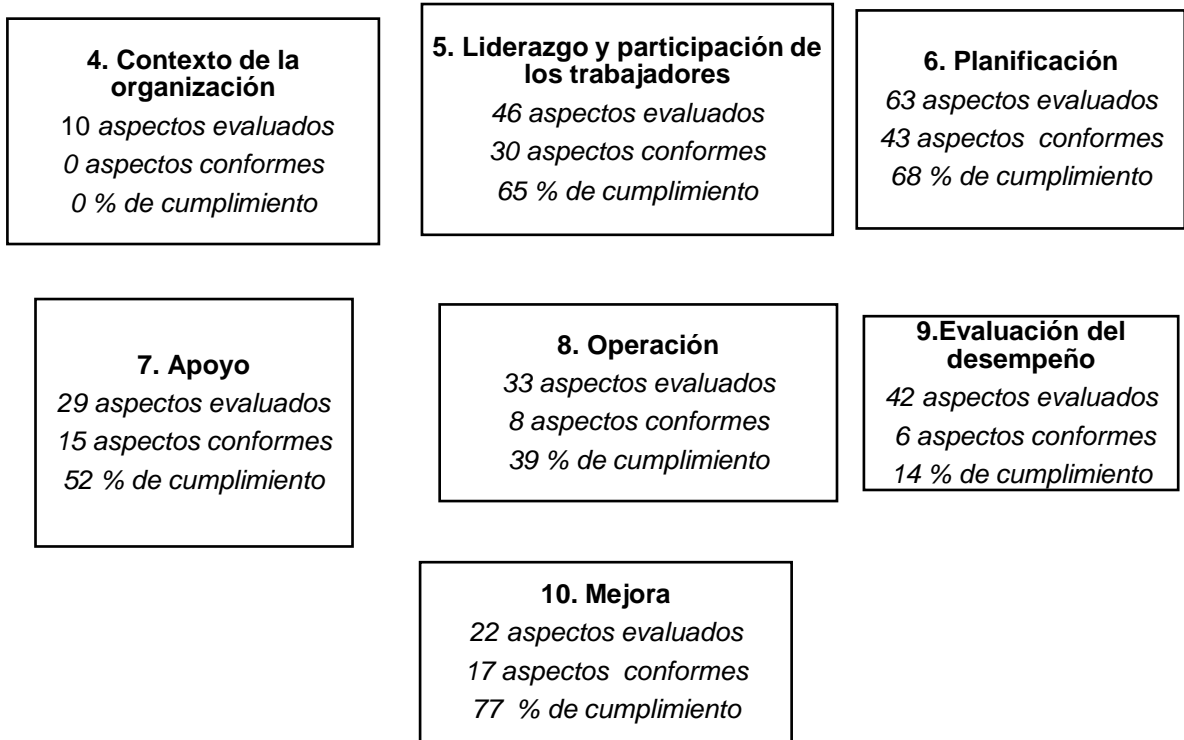 4. Contexto de la
organización
10 aspectos evaluados
0 aspectos conformes
0 % de cumplimiento
5. Liderazgo y participación de
los trabajadores
46 aspectos evaluados
30 aspectos conformes
65 % de cumplimiento
6. Planificación
63 aspectos evaluados
43 aspectos conformes
68 % de cumplimiento
7. Apoyo
29 aspectos evaluados
15 aspectos conformes
52 % de cumplimiento
8. Operación
33 aspectos evaluados
8 aspectos conformes
39 % de cumplimiento
9.Evaluación del
desempeño
42 aspectos evaluados
6 aspectos conformes
14 % de cumplimiento
10. Mejora
22 aspectos evaluados
17 aspectos conformes
77 % de cumplimiento